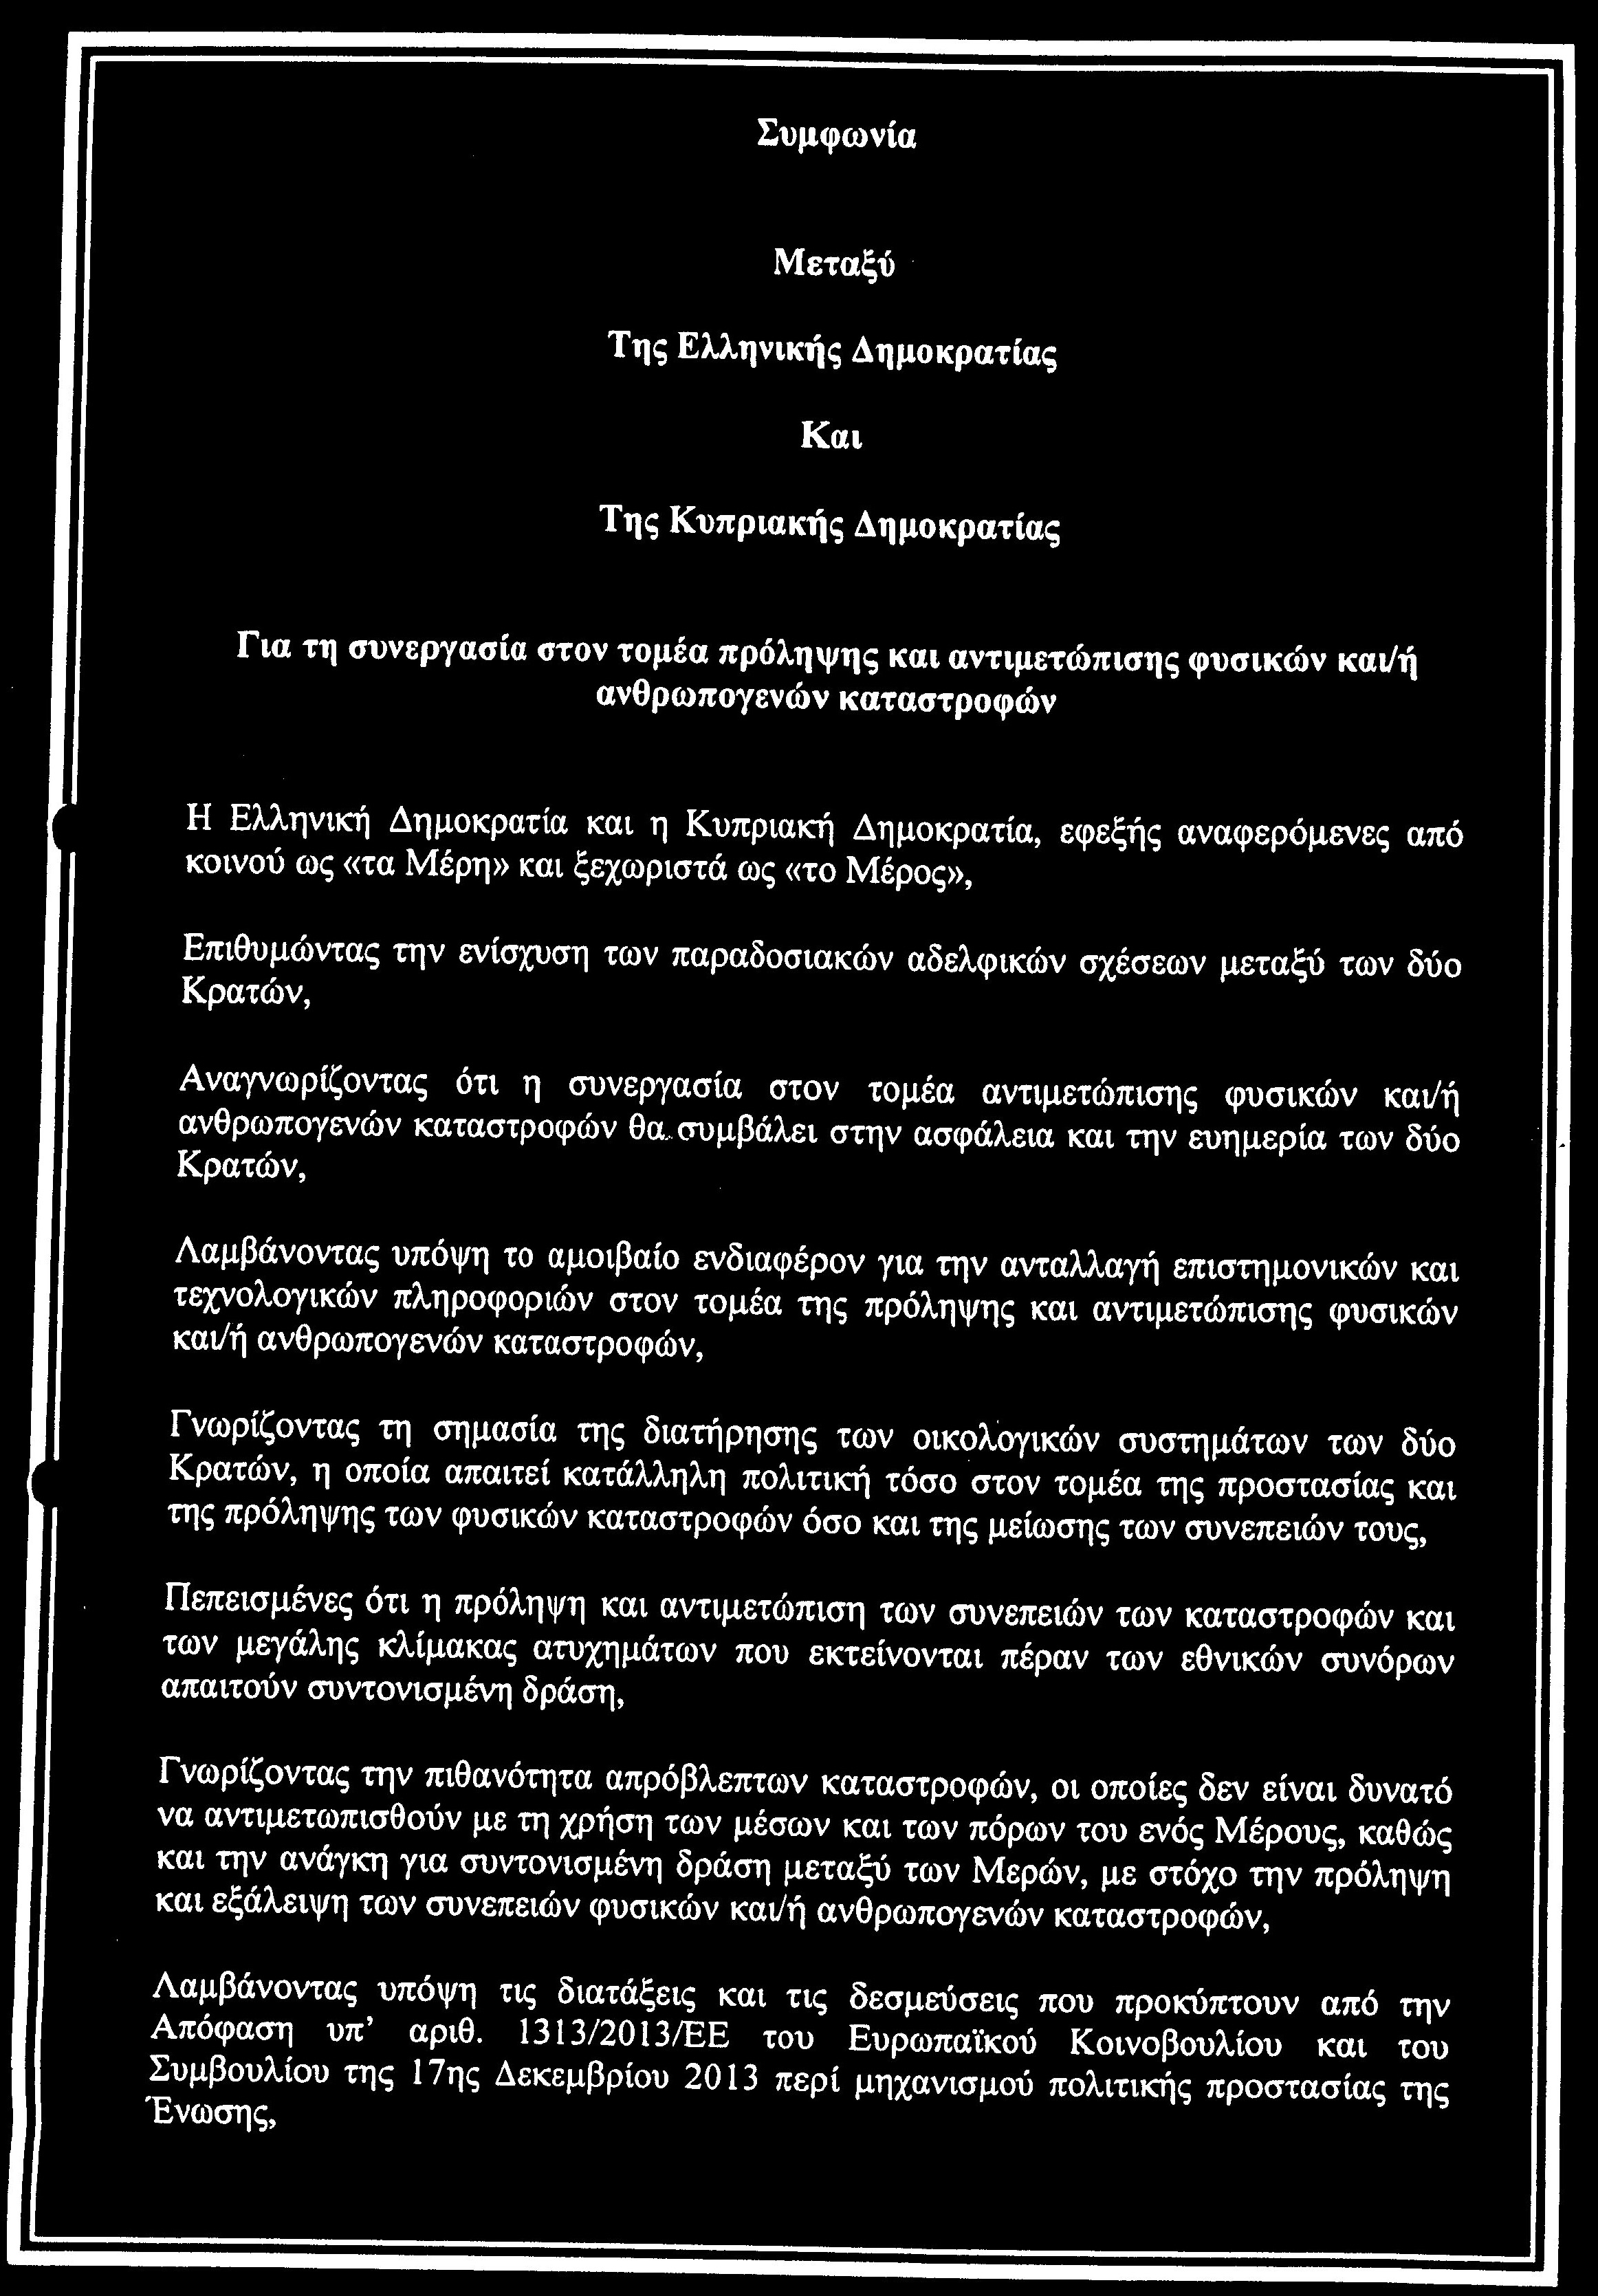 Συμφωνία
Μεταξύ
Της Ελληνικής Δημοκρατίας
Και
Της Κυπριακής Δημοκρατίας
Για τη συνεργασία στον τομέα πρόληψης και αντιμετώπισης φυσικών και/ή
ανθρωπογενών καταστροφών
Η Ελληνική Δημοκρατία και η Κυπριακή Δημοκρατία, εφεξής αναφερόμενες από
κοινού ως «τα Μέρη» και ξεχωριστά ως «το Μέρος»,
Επιθυμώντας την ενίσχυση των παραδοσιακών αδελφικών σχέσεων μεταξύ των δύο
Κρατών,
Αναγνωρίζοντας ότι η συνεργασία στον τομέα αντιμετώπισης φυσικών και/ή
ανθρωπογενών καταστροφών θα συμβάλει στην ασφάλεια και την ευημερία των δύο
Κρατών,
Λαμβάνοντας υπόψη το αμοιβαίο ενδιαφέρον για την ανταλλαγή επιστημονικών και
τεχνολογικών πληροφοριών στον τομέα της πρόληψης και αντιμετώπισης φυσικών
και/ή ανθρωπογενών καταστροφών,
Γνωρίζοντας τη σημασία της διατήρησης των οικολογικών συστημάτων των δύο
Κρατών, η οποία απαιτεί κατάλληλη πολιτική τόσο στον τομέα της προστασίας και
της πρόληψης των φυσικών καταστροφών όσο και της μείωσης των συνεπειών τους,
Πεπεισμένες ότι η πρόληψη και αντιμετώπιση των συνεπειών των καταστροφών και
των μεγάλης κλίμακας ατυχημάτων που εκτείνονται πέραν των εθνικών συνόρων
απαιτούν συντονισμένη δράση,
Γνωρίζοντας την πιθανότητα απρόβλεπτων καταστροφών, οι οποίες δεν είναι δυνατό
να αντιμετωπισθούν με τη χρήση των μέσων και των πόρων του ενός Μέρους, καθώς
και την ανάγκη για συντονισμένη δράση μεταξύ των Μερών, με στόχο την πρόληψη
και εξάλειψη των συνεπειών φυσικών και/ή ανθρωπογενών καταστροφών,
Λαμβάνοντας υπόψη τις διατάξεις και τις δεσμεύσεις που προκύπτουν από την
Απόφαση υπ’ αριθ. 1313/2013/ΕΕ του Ευρωπαϊκού Κοινοβουλίου και του
Συμβουλίου της 17ης Δεκεμβρίου 2013 περί μηχανισμού πολιτικής προστασίας της
Ένωσης,